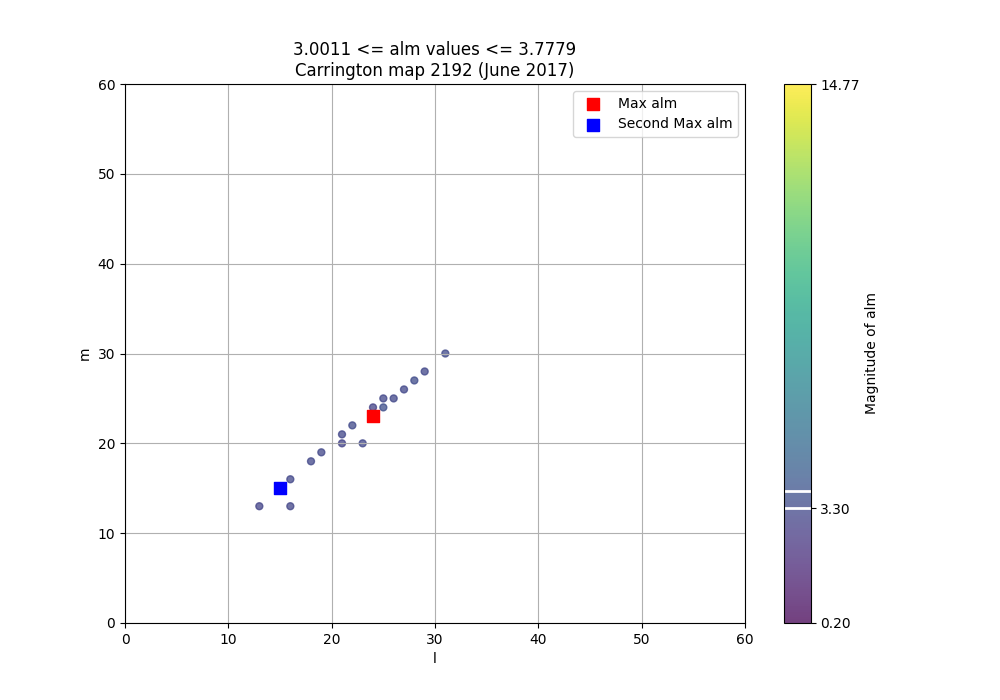 3.0011 <= alm values <= 3.7779
Carrington map 2192 (June 2017)
Max alm
Second Max alm
60
50
40
30
20
10
0
m
0 10 20 30 40 50 60
l
14.77
3.30
0.20
Magnitude of alm